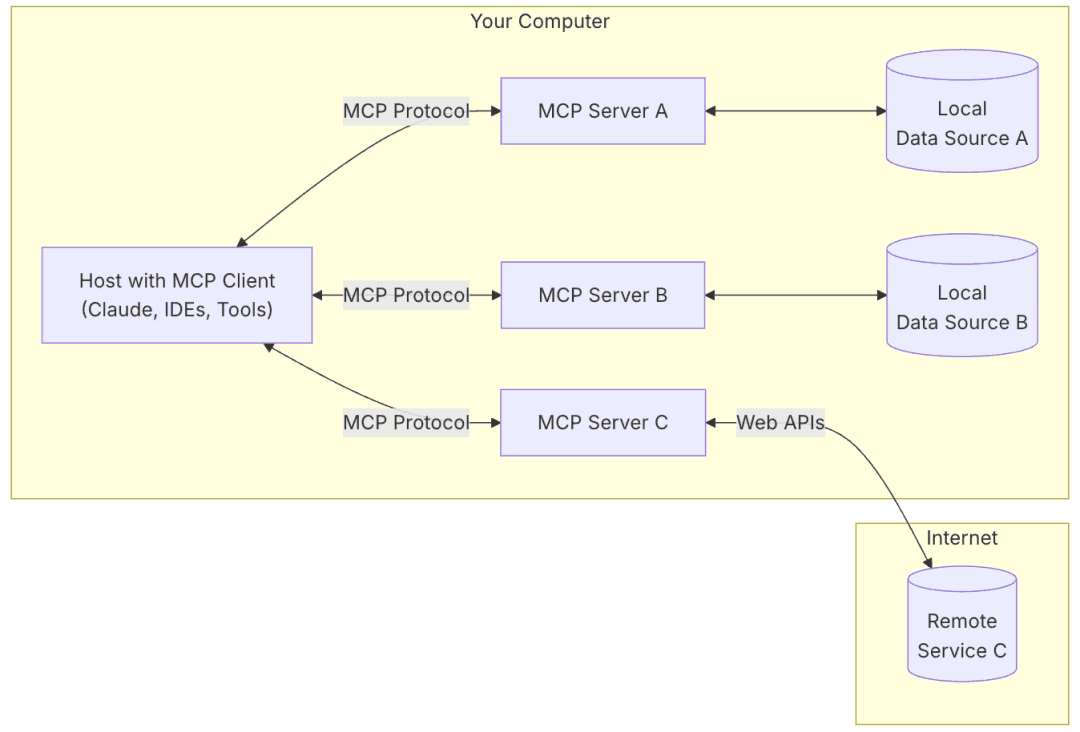 Your Computer
MCP Protocol
MCP Server A
Local
Data Source A
Host with MCP Client
(Claude, IDEs, Tools)
MCP Protocol
MCP Server B
Local
Data Source B
MCP Protocol
MCP Server C
Web APIs
Internet
Remote
Service C